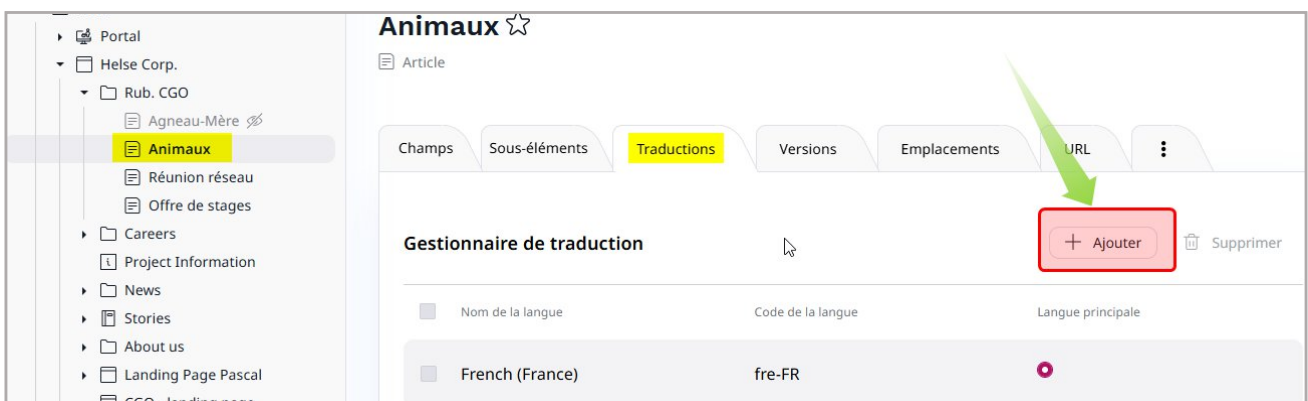 Portal
Helse Corp.
Rub. CGO
Agneau-Mère
Animaux
Réunion réseau
Offre de stages
Careers
Project Information
News
Stories
About us
Landing Page Pascal
Animaux
Article
Champs Sous-éléments Traductions Versions Emplacements URL
Gestionnaire de traduction
+ Ajouter Supprimer
Nom de la langue Code de la langue Langue principale
French (France) fre-FR